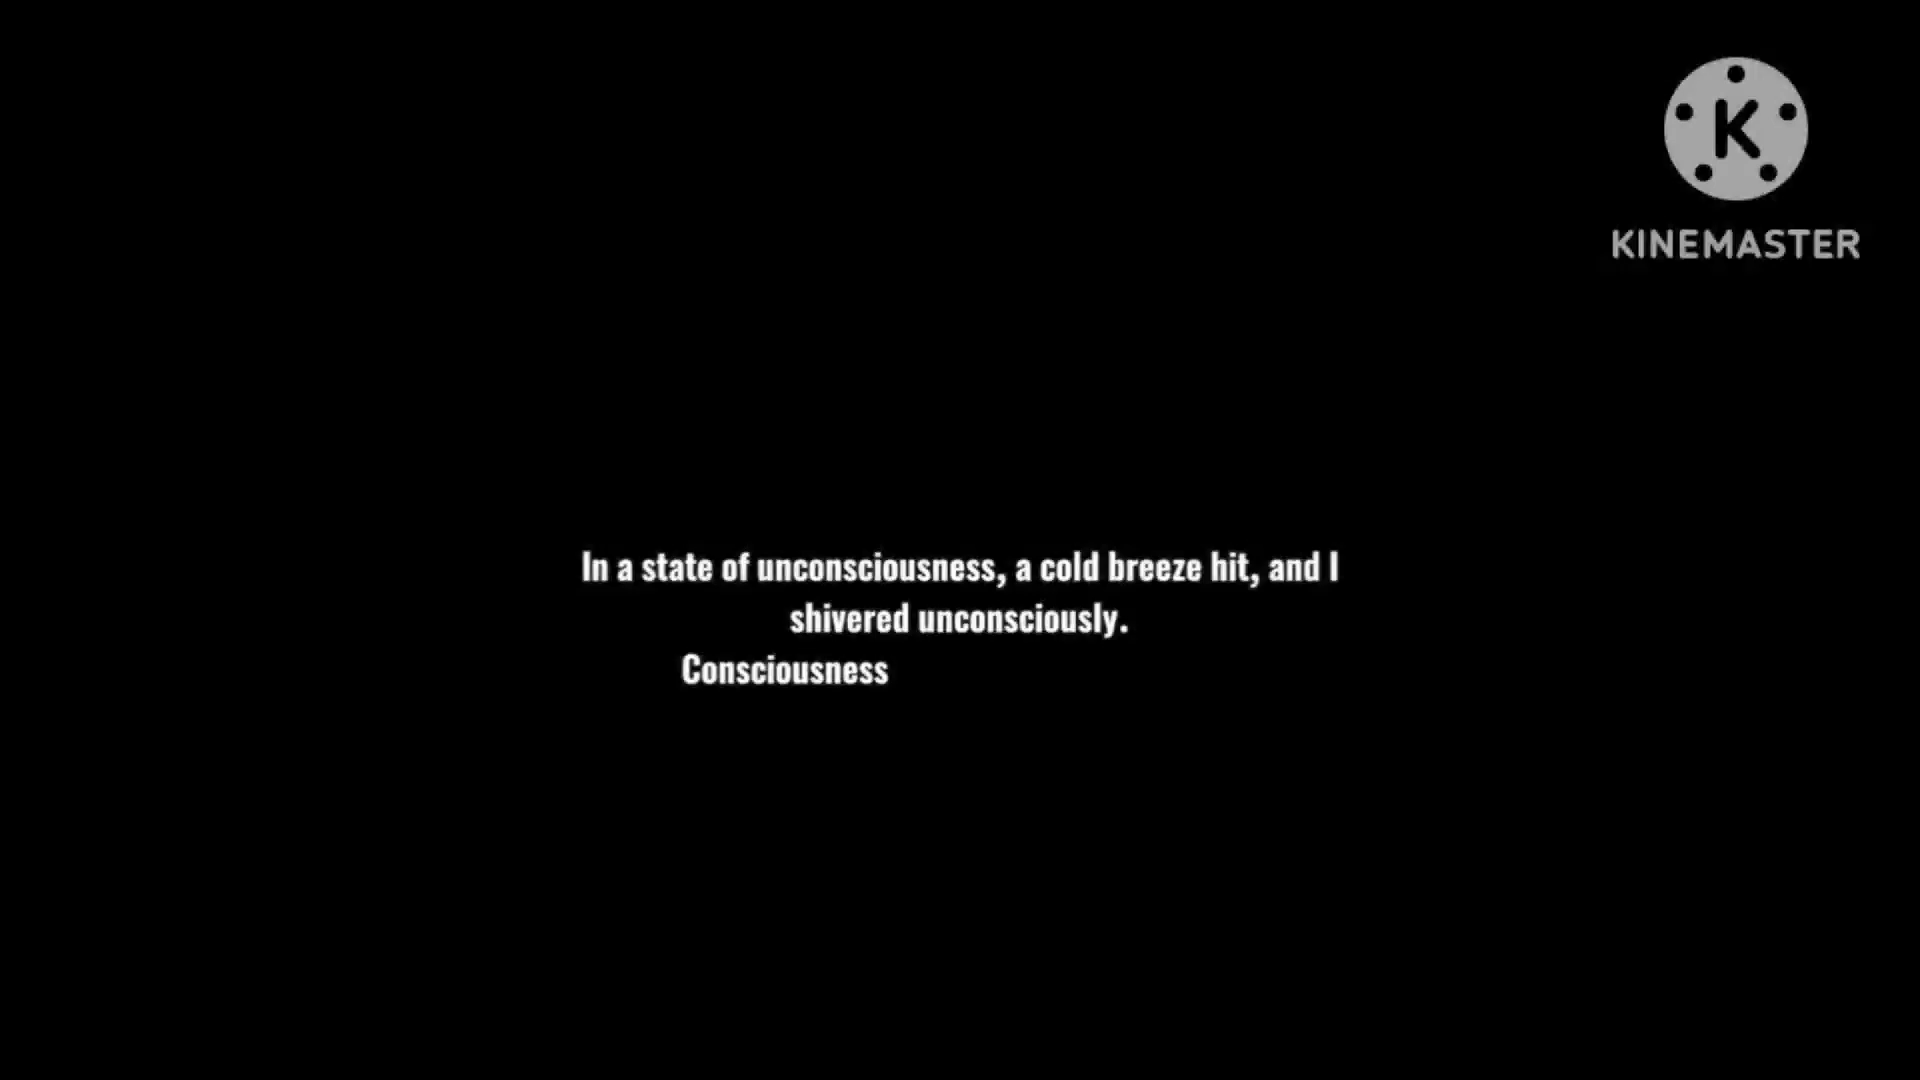 K
KINEMASTER
In a state of unconsciousness, a cold breeze hit, and I
shivered unconsciously.
Consciousness